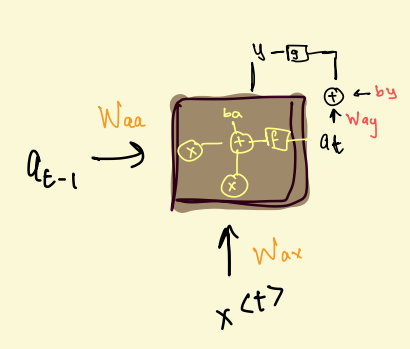 y g
+ by
Way
Waa
ba
x + f at
at-1
x
Wax
x<t>